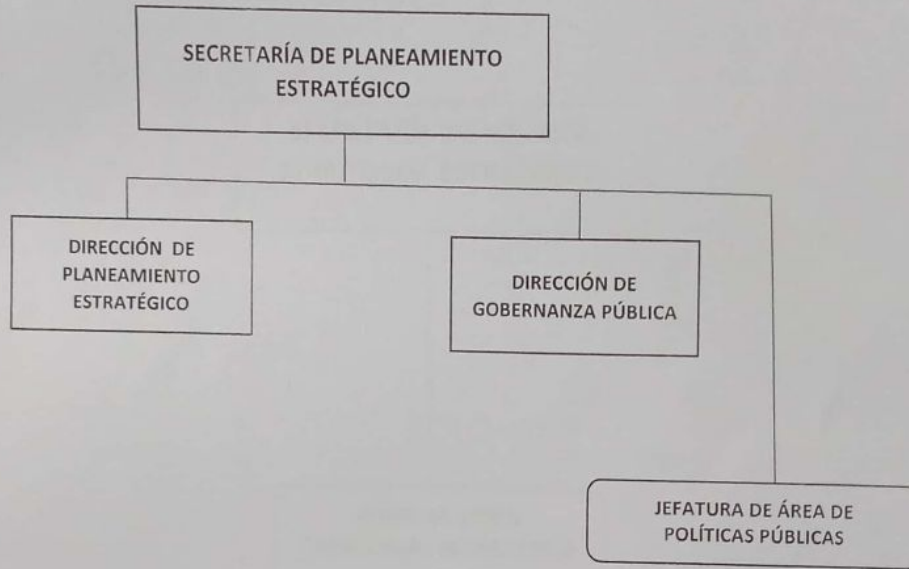 SECRETARÍA DE PLANEAMIENTO
ESTRATÉGICO
DIRECCIÓN DE
PLANEAMIENTO
ESTRATÉGICO
DIRECCIÓN DE
GOBERNANZA PÚBLICA
JEFATURA DE ÁREA DE
POLÍTICAS PÚBLICAS